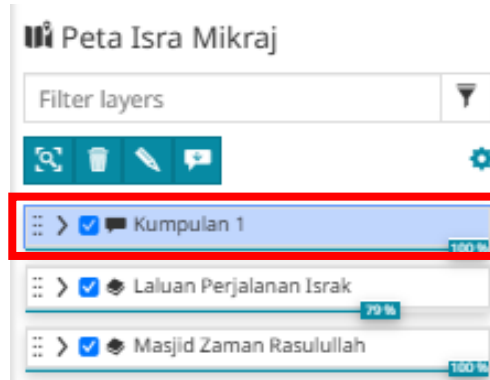 Peta Isra Mikraj
Filter layers
Kumpulan 1
100 %
Laluan Perjalanan Israk
79 %
Masjid Zaman Rasulullah
100 %